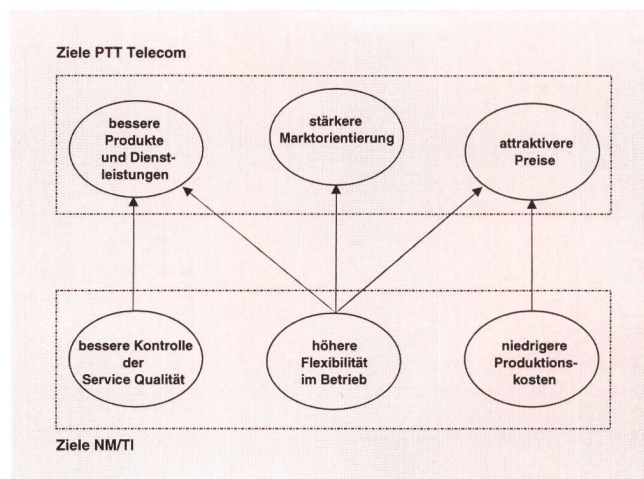 Ziele PTT Telecom
bessere
Produkte
und Dienst-
leistungen
stärkere
Marktorientierung
attraktivere
Preise
bessere Kontrolle
der
Service Qualität
höhere
Flexibilität
im Betrieb
niedrigere
Produktions-
kosten
Ziele NM/TI